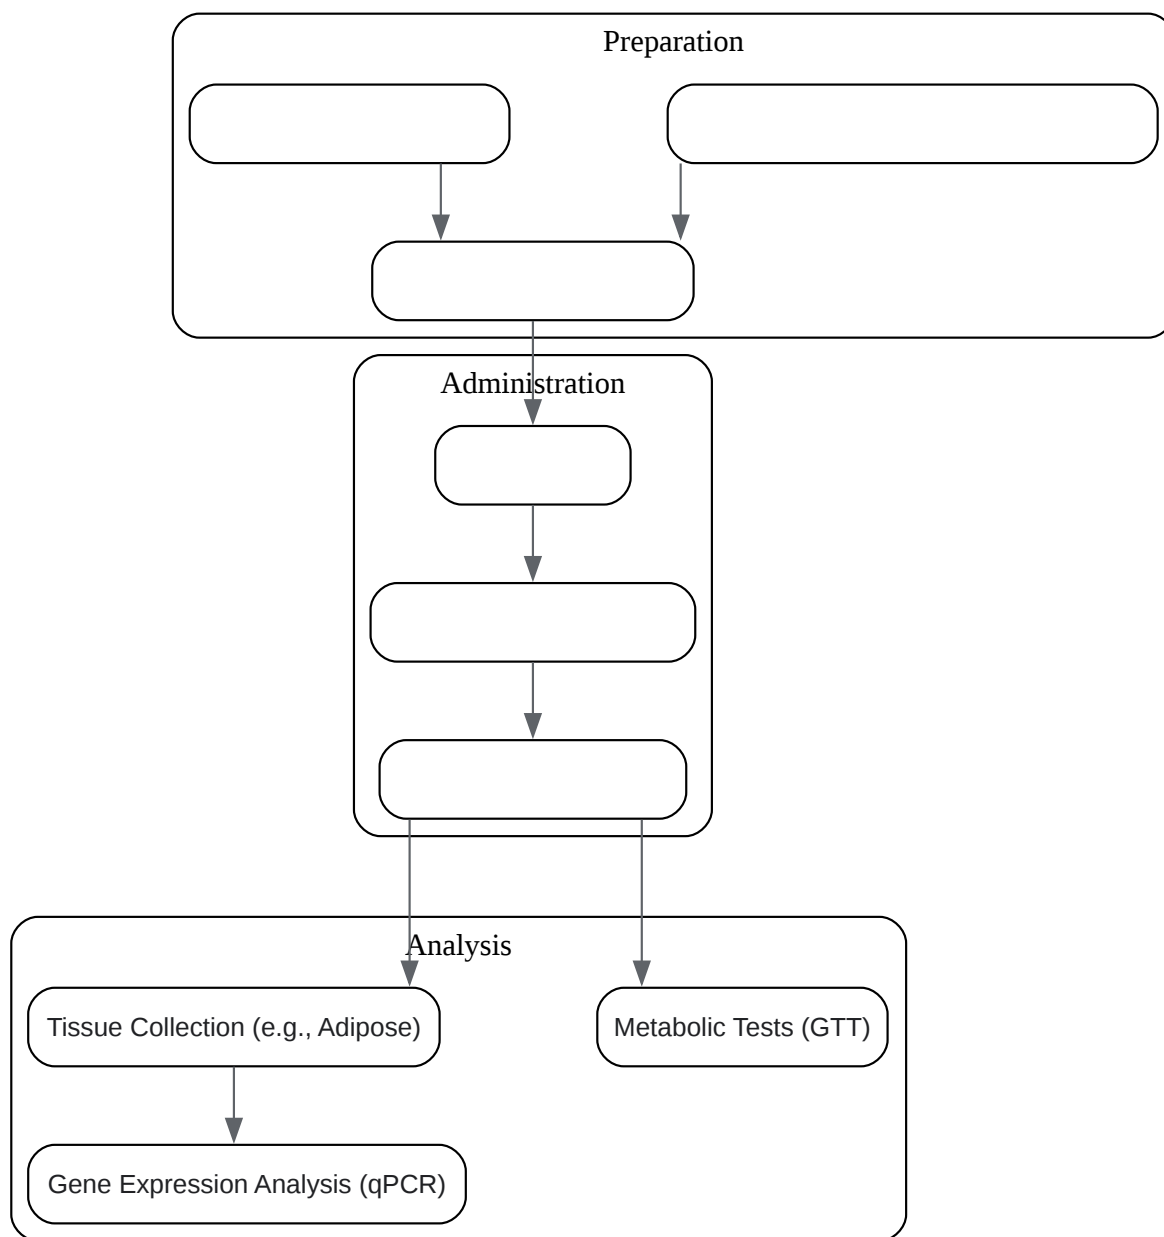 Preparation
Administration
Analysis
Tissue Collection (e.g., Adipose)
Metabolic Tests (GTT)
Gene Expression Analysis (qPCR)